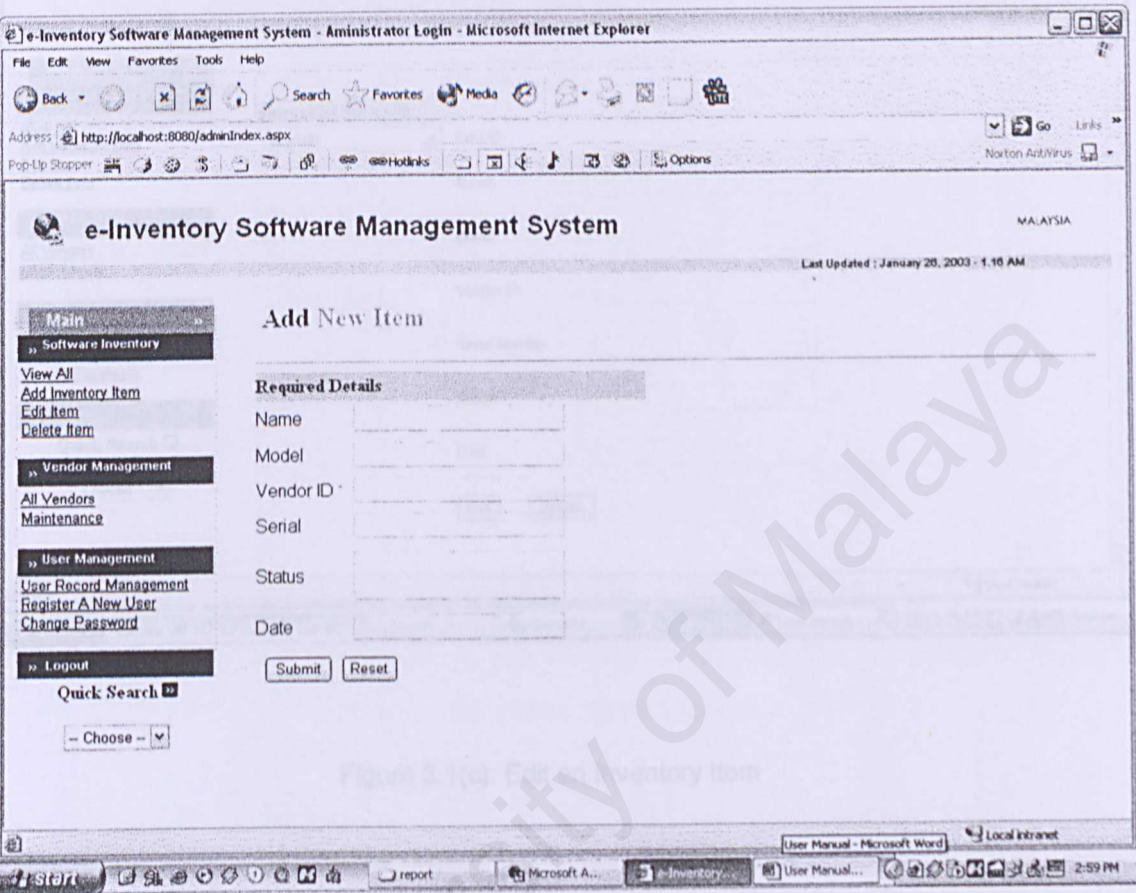 e-Inventory Software Management System - Aministrator Login - Microsoft Internet Explorer
File Edit View Favorites Tools Help
Back Search Favorites Media
Address http://localhost:8080/adminIndex.aspx Go Links »
Pop-Up Stopper Hotlinks Options Norton AntiVirus
e-Inventory Software Management System
MALAYSIA
Last Updated : January 26, 2003 - 1.16 AM
Main »
» Software Inventory
View All
Add Inventory Item
Edit Item
Delete Item
» Vendor Management
All Vendors
Maintenance
» User Management
User Record Management
Register A New User
Change Password
» Logout
Quick Search »
-- Choose --
Add New Item
Required Details
Name
Model
Vendor ID *
Serial
Status
Date
Submit Reset
Figure 3.1(c): Edit an Inventory Item
ity of Malaya
Local intranet
User Manual - Microsoft Word
start report Microsoft A... e-Inventory... User Manual... 2:59 PM